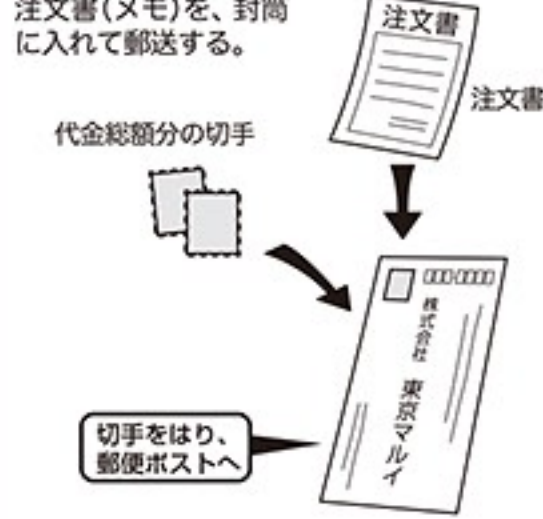 注文書(メモ)を、封筒
に入れて郵送する。
注文書
注文書
代金総額分の切手
株式会社 東京マルイ
切手をはり、
郵便ポストへ